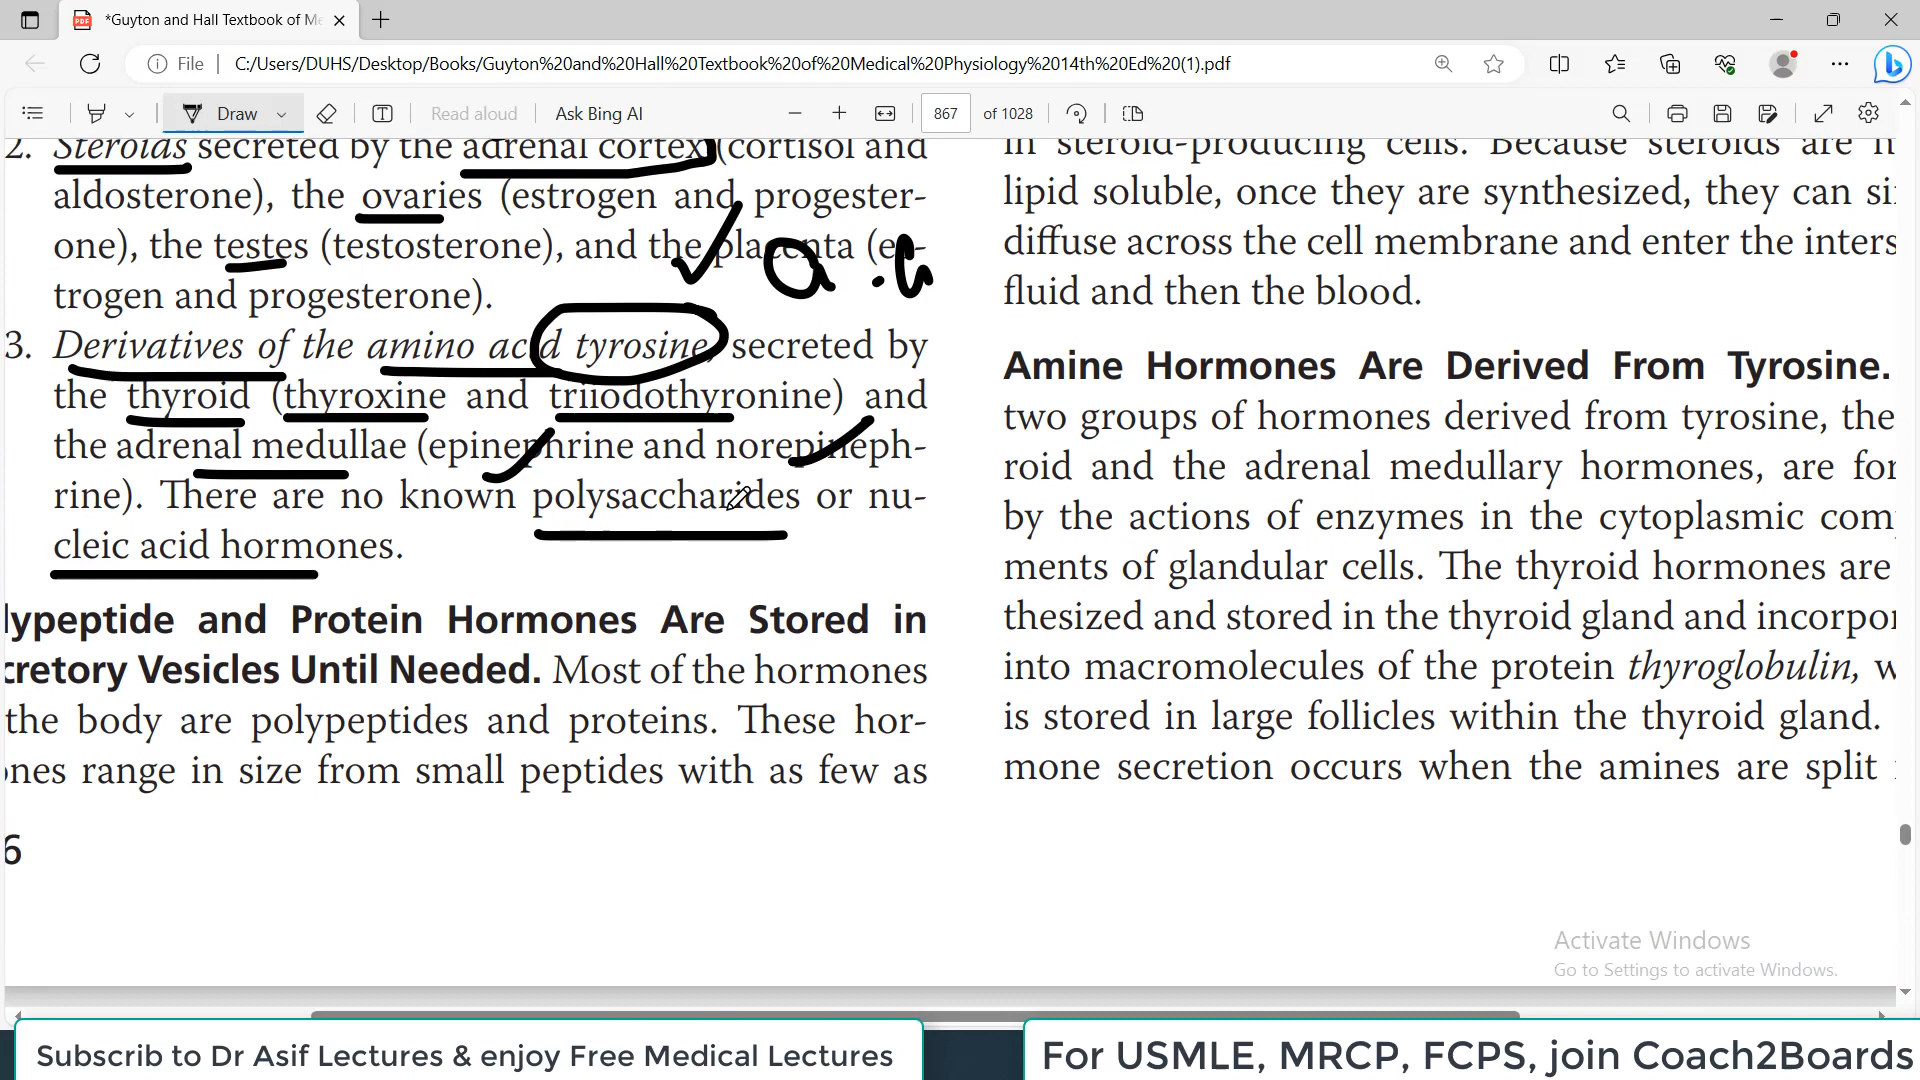 *Guyton and Hall Textbook of Me
File
C:/Users/DUHS/Desktop/Books/Guyton%20and%20Hall%20Textbook%20of%20Medical%20Physiology%2014th%20Ed%20(1).pdf
Draw
Read aloud
Ask Bing AI
867 of 1028
2. Steroids secreted by the adrenal cortex (cortisol and
aldosterone), the ovaries (estrogen and progester-
one), the testes (testosterone), and the placenta (es-
trogen and progesterone).
3. Derivatives of the amino acid tyrosine, secreted by
the thyroid (thyroxine and triiodothyronine) and
the adrenal medullae (epinephrine and norepineph-
rine). There are no known polysaccharides or nu-
cleic acid hormones.
lypeptide and Protein Hormones Are Stored in
cretory Vesicles Until Needed. Most of the hormones
the body are polypeptides and proteins. These hor-
ones range in size from small peptides with as few as
6
in steroid-producing cells. Because steroids are h
lipid soluble, once they are synthesized, they can si
diffuse across the cell membrane and enter the inters
fluid and then the blood.
Amine Hormones Are Derived From Tyrosine.
two groups of hormones derived from tyrosine, the
roid and the adrenal medullary hormones, are for
by the actions of enzymes in the cytoplasmic com
ments of glandular cells. The thyroid hormones are
thesized and stored in the thyroid gland and incorpor
into macromolecules of the protein thyroglobulin, w
is stored in large follicles within the thyroid gland.
mone secretion occurs when the amines are split
Activate Windows
Go to Settings to activate Windows.
Subscrib to Dr Asif Lectures & enjoy Free Medical Lectures
For USMLE, MRCP, FCPS, join Coach2Boards